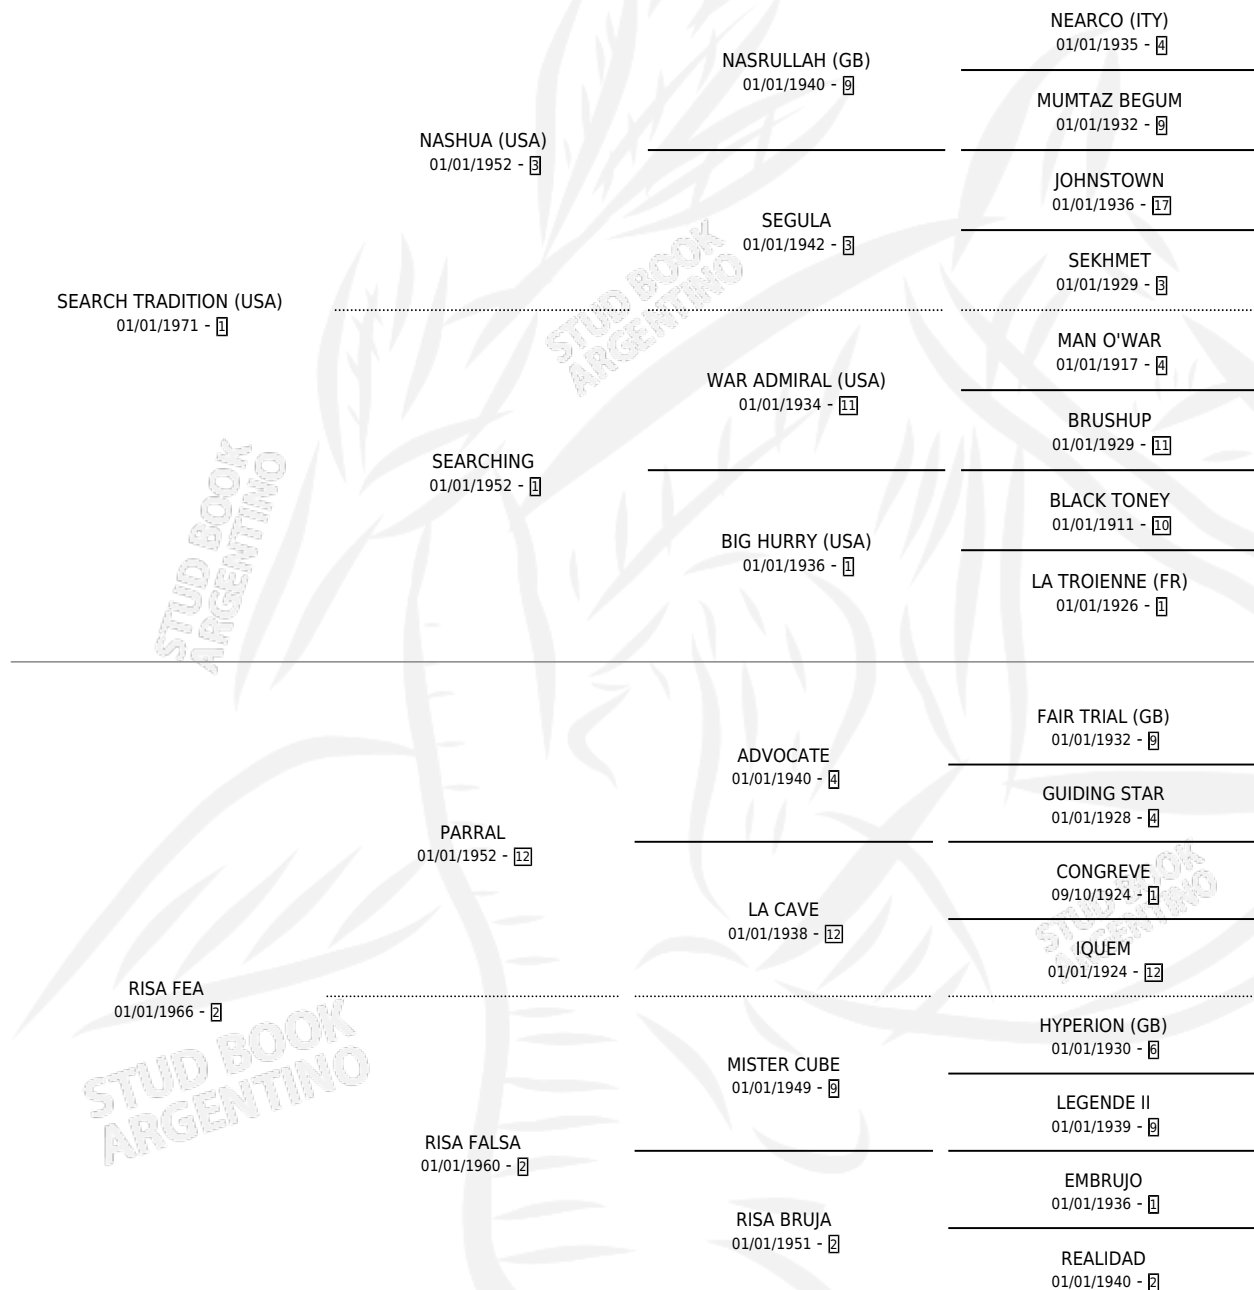 NEARCO (ITY)
01/01/1935 - 4
NASRULLAH (GB)
01/01/1940 - 9
MUMTAZ BEGUM
01/01/1932 - 9
NASHUA (USA)
01/01/1952 - 3
JOHNSTOWN
01/01/1936 - 17
SEGULA
01/01/1942 - 3
SEKHMET
01/01/1929 - 3
SEARCH TRADITION (USA)
01/01/1971 - 1
MAN O'WAR
01/01/1917 - 4
WAR ADMIRAL (USA)
01/01/1934 - 11
BRUSHUP
01/01/1929 - 11
SEARCHING
01/01/1952 - 1
BLACK TONEY
01/01/1911 - 10
BIG HURRY (USA)
01/01/1936 - 1
LA TROIENNE (FR)
01/01/1926 - 1
FAIR TRIAL (GB)
01/01/1932 - 9
ADVOCATE
01/01/1940 - 4
GUIDING STAR
01/01/1928 - 4
PARRAL
01/01/1952 - 12
CONGREVE
09/10/1924 - 1
LA CAVE
01/01/1938 - 12
IQUEM
01/01/1924 - 12
RISA FEA
01/01/1966 - 2
HYPERION (GB)
01/01/1930 - 6
MISTER CUBE
01/01/1949 - 9
LEGENDE II
01/01/1939 - 9
RISA FALSA
01/01/1960 - 2
EMBRUJO
01/01/1936 - 1
RISA BRUJA
01/01/1951 - 2
REALIDAD
01/01/1940 - 2
STUD BOOK
ARGENTINO
STUD BOOK
ARGENTINO
STUD BOOK
ARGENTINO
STUD BOOK
ARGENTINO